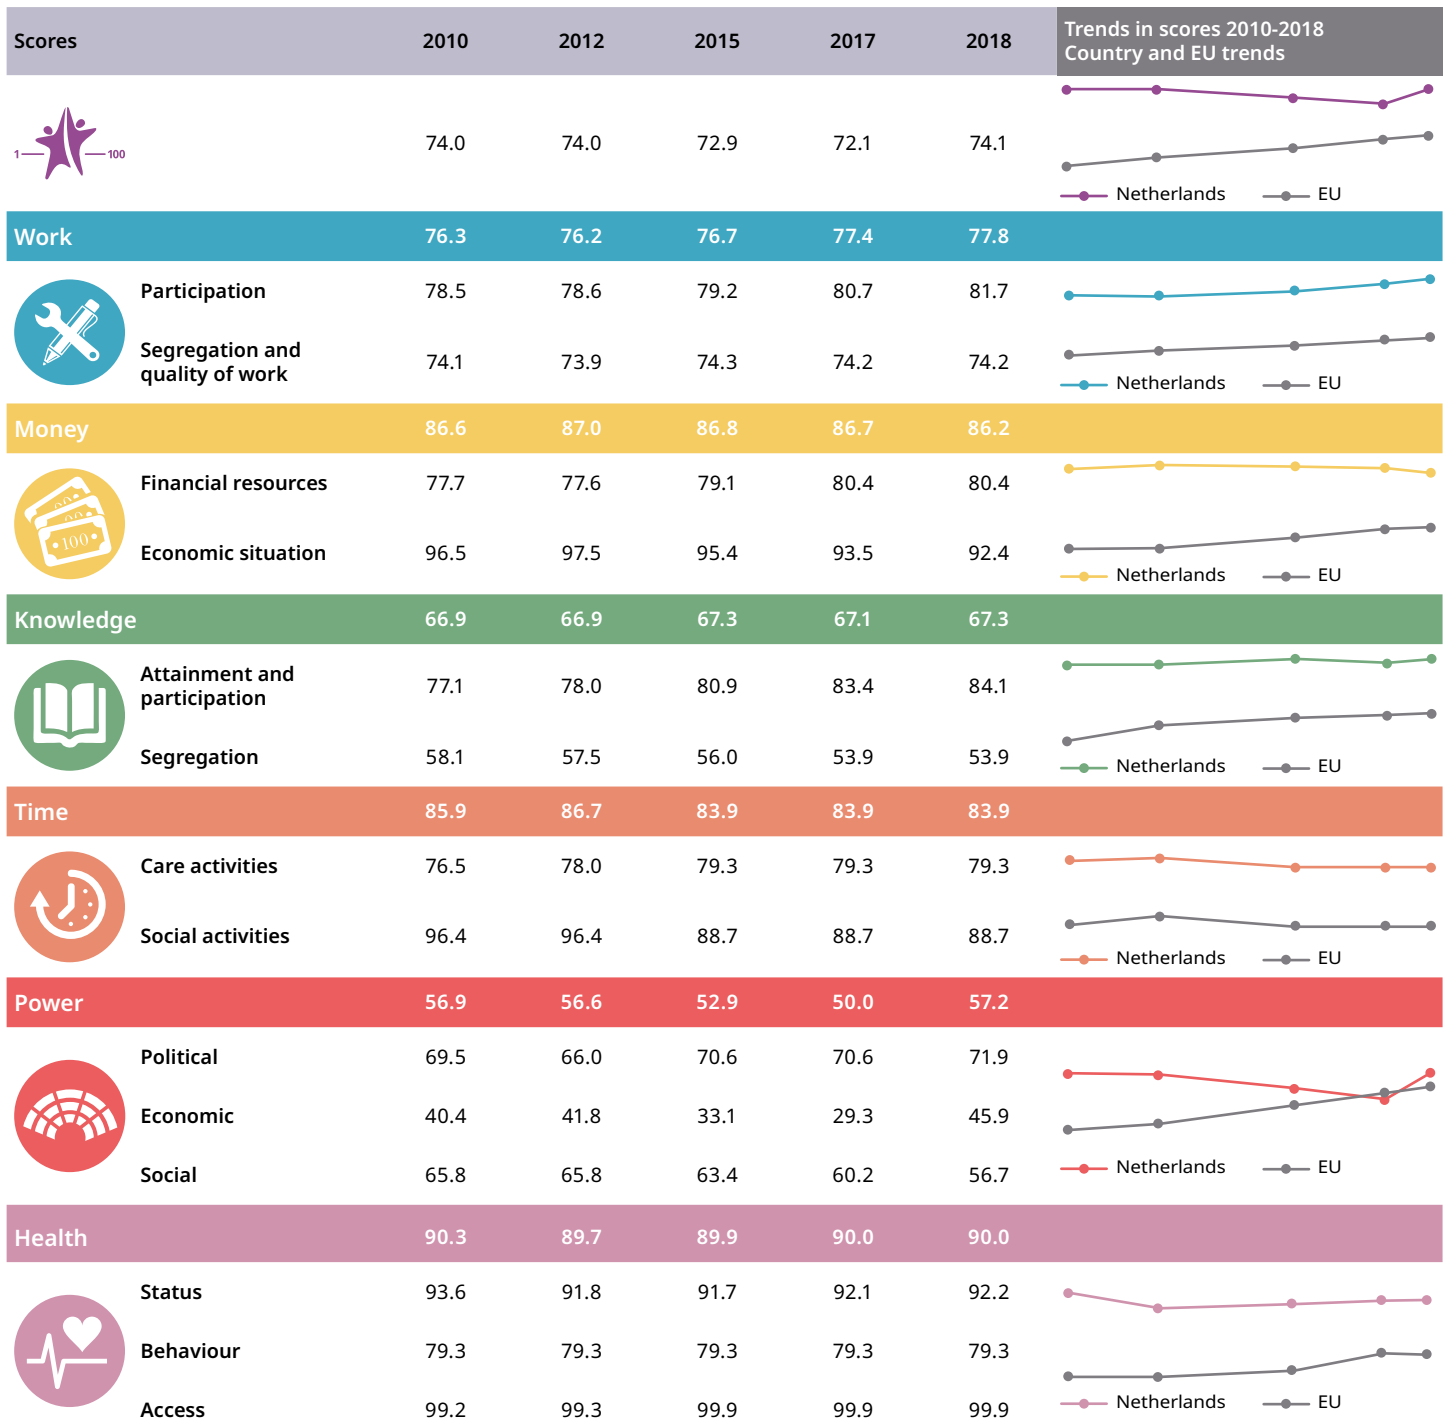 Scores 2010 2012 2015 2017 2018 Trends in scores 2010-2018
Country and EU trends
1 100 74.0 74.0 72.9 72.1 74.1
Netherlands EU
Work 76.3 76.2 76.7 77.4 77.8
Participation 78.5 78.6 79.2 80.7 81.7
Segregation and
quality of work 74.1 73.9 74.3 74.2 74.2
Netherlands EU
Money 86.6 87.0 86.8 86.7 86.2
Financial resources 77.7 77.6 79.1 80.4 80.4
100
Economic situation 96.5 97.5 95.4 93.5 92.4
Netherlands EU
Knowledge 66.9 66.9 67.3 67.1 67.3
Attainment and
participation 77.1 78.0 80.9 83.4 84.1
Segregation 58.1 57.5 56.0 53.9 53.9
Netherlands EU
Time 85.9 86.7 83.9 83.9 83.9
Care activities 76.5 78.0 79.3 79.3 79.3
Social activities 96.4 96.4 88.7 88.7 88.7
Netherlands EU
Power 56.9 56.6 52.9 50.0 57.2
Political 69.5 66.0 70.6 70.6 71.9
Economic 40.4 41.8 33.1 29.3 45.9
Social 65.8 65.8 63.4 60.2 56.7
Netherlands EU
Health 90.3 89.7 89.9 90.0 90.0
Status 93.6 91.8 91.7 92.1 92.2
Behaviour 79.3 79.3 79.3 79.3 79.3
Netherlands EU
Access 99.2 99.3 99.9 99.9 99.9